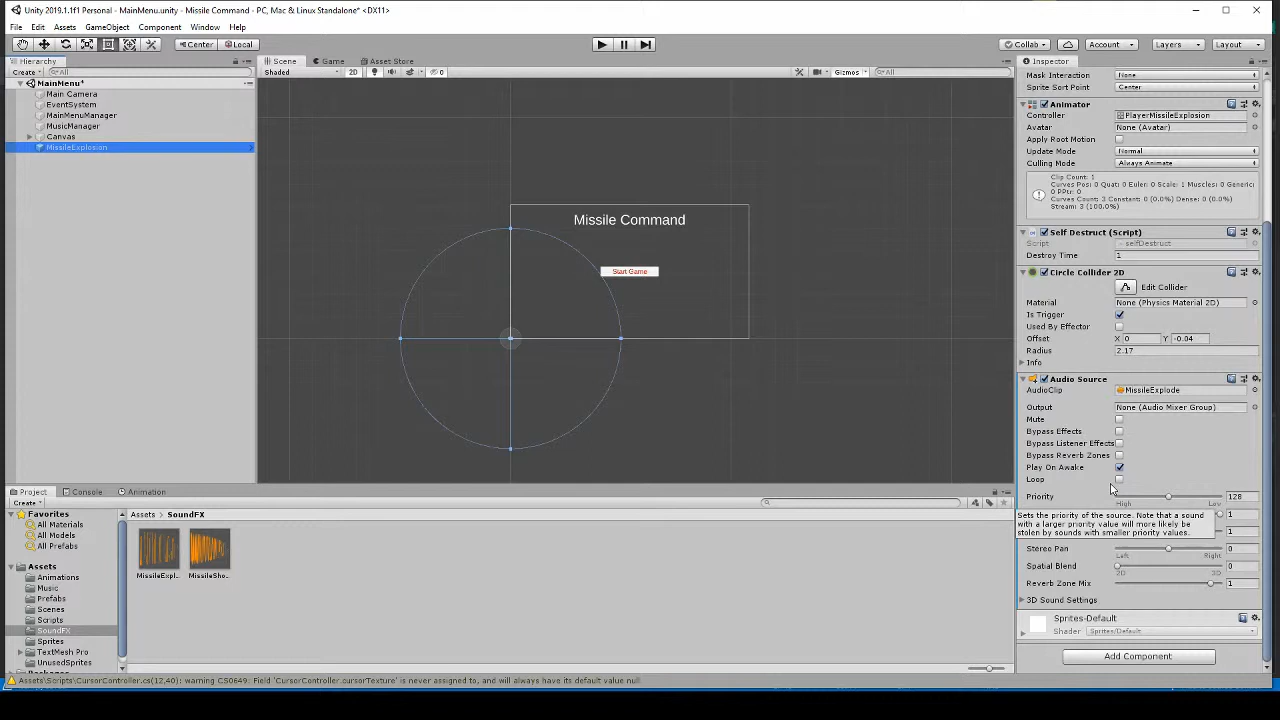 Unity 2019.1.1f1 Personal - MainMenu.unity - Missile Command - PC, Mac & Linux Standalone* <DX11>
File Edit Assets GameObject Component Window Help
Center Local Collab Account Layers Layout
Hierarchy
Create All
MainMenu*
Main Camera
EventSystem
MainMenuManager
MusicManager
Canvas
MissileExplosion
Scene Game Asset Store
Shaded 2D 0 Gizmos All
Missile Command
Start Game
Inspector
Mask Interaction None
Sprite Sort Point Center
Animator
Controller PlayerMissileExplosion
Avatar None (Avatar)
Apply Root Motion
Update Mode Normal
Culling Mode Always Animate
Clip Count: 1
Curves Pos: 0 Quat: 0 Euler: 0 Scale: 1 Muscles: 0 Generic:
0 PPtr: 0
Curves Count: 3 Constant: 0 (0.0%) Dense: 0 (0.0%)
Stream: 3 (100.0%)
Self Destruct (Script)
Script selfDestruct
Destroy Time 1
Circle Collider 2D
Edit Collider
Material None (Physics Material 2D)
Is Trigger
Used By Effector
Offset X 0 Y -0.04
Radius 2.17
Info
Audio Source
AudioClip MissileExplode
Output None (Audio Mixer Group)
Mute
Bypass Effects
Bypass Listener Effects
Bypass Reverb Zones
Play On Awake
Loop
Priority 128
High Low
Sets the priority of the source. Note that a sound
with a larger priority value will more likely be
stolen by sounds with smaller priority values.
1
1
Stereo Pan 0
Left Right
Spatial Blend 0
2D 3D
Reverb Zone Mix 1
3D Sound Settings
Sprites-Default
Shader Sprites/Default
Add Component
Project Console Animation
Create
Favorites
All Materials
All Models
All Prefabs
Assets
Animations
Music
Prefabs
Scenes
Scripts
SoundFX
Sprites
TextMesh Pro
UnusedSprites
Assets > SoundFX
MissileExpl... MissileSho...
Assets\Scripts\CursorController.cs(12,40): warning CS0649: Field 'CursorController.cursorTexture' is never assigned to, and will always have its default value null